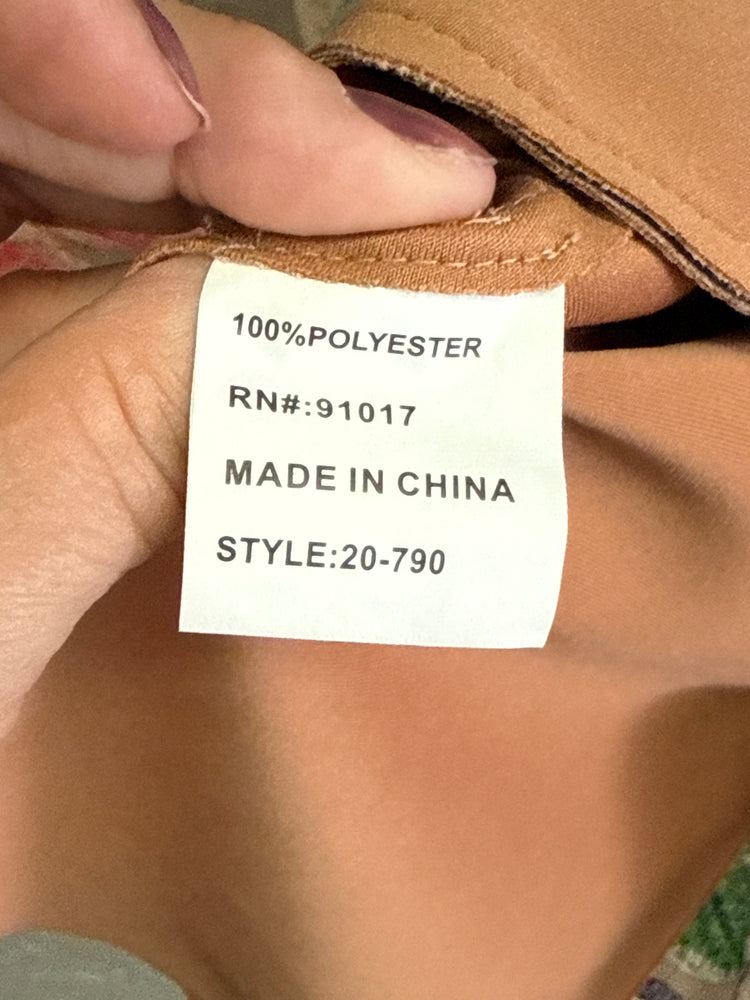 100%POLYESTER
RN#:91017
MADE IN CHINA
STYLE:20-790